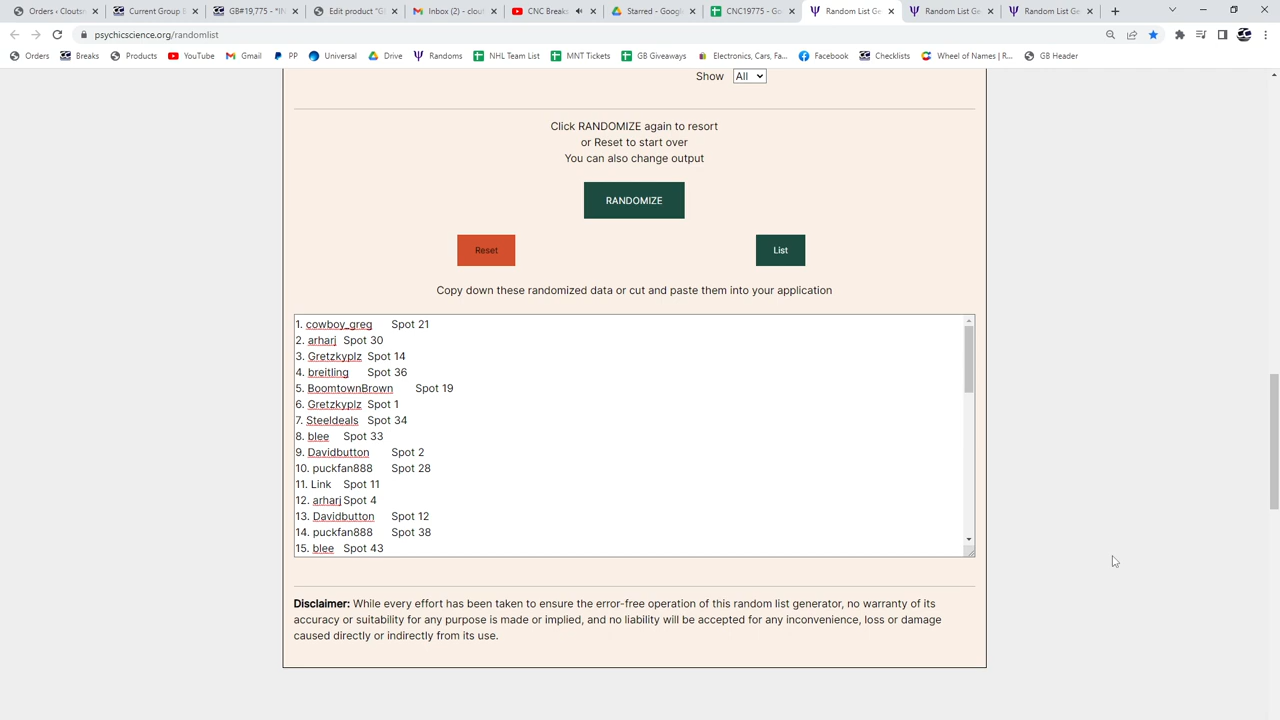 Orders < Cloutsn
Current Group B
GB#19,775 - *IN
Edit product "G
Inbox (2) - clout
CNC Breaks -
Starred - Google
CNC19775 - Go
Random List Ge
Random List Ge
Random List Ge
psychicscience.org/randomlist
Orders
Breaks
Products
YouTube
Gmail
PP
Universal
Drive
Randoms
NHL Team List
MNT Tickets
GB Giveaways
Electronics, Cars, Fa...
Facebook
Checklists
Wheel of Names | R...
GB Header
Show All
Click RANDOMIZE again to resort
or Reset to start over
You can also change output
RANDOMIZE
Reset
List
Copy down these randomized data or cut and paste them into your application
1. cowboy_greg Spot 21
2. arharj Spot 30
3. Gretzkyplz Spot 14
4. breitling Spot 36
5. BoomtownBrown Spot 19
6. Gretzkyplz Spot 1
7. Steeldeals Spot 34
8. blee Spot 33
9. Davidbutton Spot 2
10. puckfan888 Spot 28
11. Link Spot 11
12. arharj Spot 4
13. Davidbutton Spot 12
14. puckfan888 Spot 38
15. blee Spot 43
Disclaimer: While every effort has been taken to ensure the error-free operation of this random list generator, no warranty of its
accuracy or suitability for any purpose is made or implied, and no liability will be accepted for any inconvenience, loss or damage
caused directly or indirectly from its use.